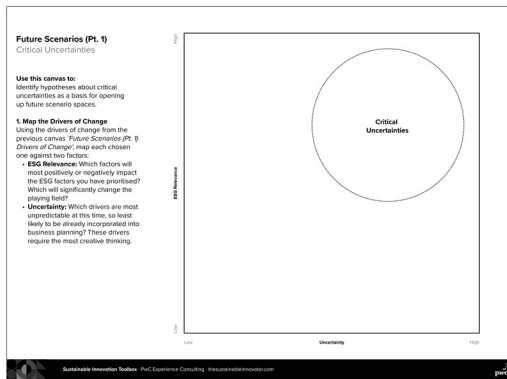 Future Scenarios (Pt. 1)
Critical Uncertainties
Use this canvas to:
Identify hypotheses about critical
uncertainties as a basis for opening
up future scenario spaces.
1. Map the Drivers of Change
Using the drivers of change from the
previous canvas 'Future Scenarios (Pt. 1)
Drivers of Change', map each chosen
one against two factors:
• ESG Relevance: Which factors will
most positively or negatively impact
the ESG factors you have prioritised?
Which will significantly change the
playing field?
• Uncertainty: Which drivers are most
unpredictable at this time, so least
likely to be already incorporated into
business planning? These drivers
require the most creative thinking.
High
ESG Relevance
Low
Critical
Uncertainties
Low
Uncertainty
High
Sustainable Innovation Toolbox · PwC Experience Consulting · thesustainableinnovator.com
pwc